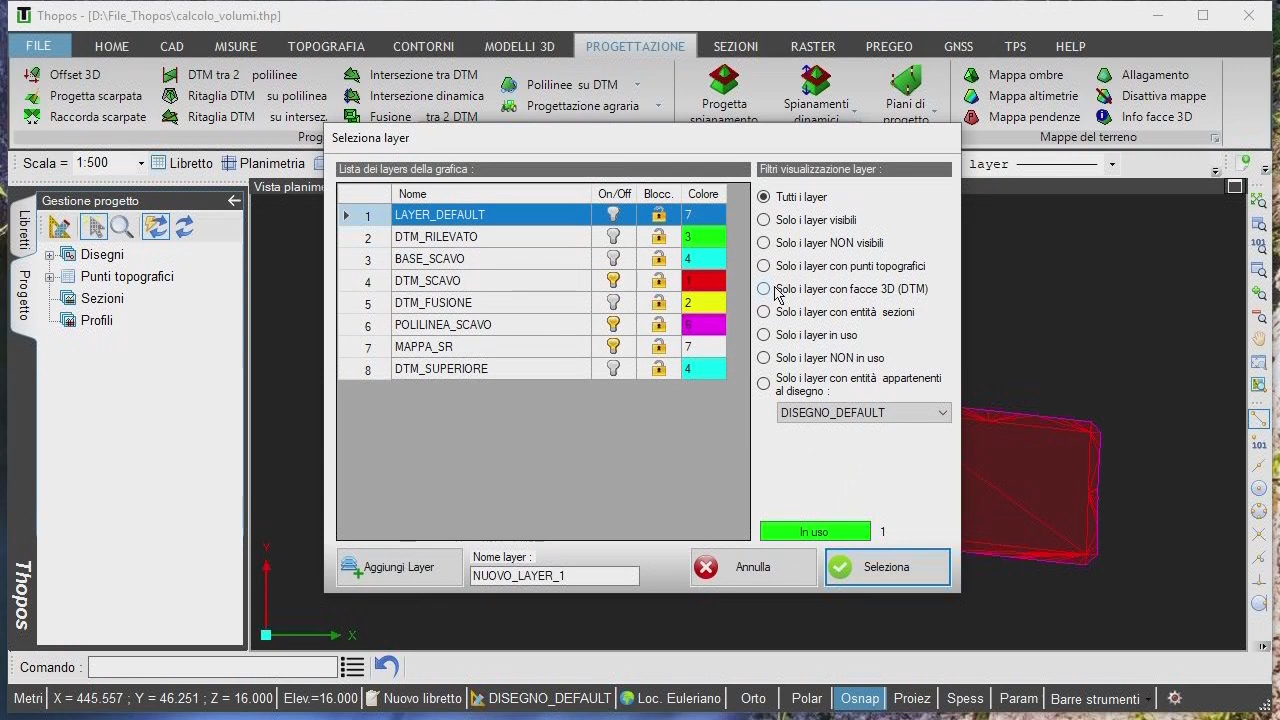 Thopos - [D:\File_Thopos\calcolo_volumi.thp]
FILE HOME CAD MISURE TOPOGRAFIA CONTORNI MODELLI 3D PROGETTAZIONE SEZIONI RASTER PREGEO GNSS TPS HELP
Offset 3D DTM tra 2 polilinee Intersezione tra DTM Polilinee su DTM Mappa ombre Allagamento
Progetta scarpata Ritaglia DTM su polilinea Intersezione dinamica Progettazione agraria Progetta Spianamenti Piani di Mappa altimetrie Disattiva mappe
Raccorda scarpate Ritaglia DTM su intersez. Fusione tra 2 DTM spianamento dinamici progetto Mappa pendenze Info facce 3D
Mappe del terreno
Seleziona layer
Scala = 1:500 Libretto Planimetria layer
Lista dei layers della grafica :
Filtri visualizzazione layer :
Vista planime
Gestione progetto
Libretti
Progetto
Disegni
Punti topografici
Sezioni
Profili
Thopos
Nome On/Off Blocc. Colore
1 LAYER_DEFAULT 7
2 DTM_RILEVATO 3
3 BASE_SCAVO 4
4 DTM_SCAVO 1
5 DTM_FUSIONE 2
6 POLILINEA_SCAVO 6
7 MAPPA_SR 7
8 DTM_SUPERIORE 4
Tutti i layer
Solo i layer visibili
Solo i layer NON visibili
Solo i layer con punti topografici
Solo i layer con facce 3D (DTM)
Solo i layer con entità sezioni
Solo i layer in uso
Solo i layer NON in uso
Solo i layer con entità appartenenti
al disegno :
DISEGNO_DEFAULT
In uso 1
Aggiungi Layer
Nome layer :
NUOVO_LAYER_1
Annulla
Seleziona
101
101
Y
X
Comando :
Metri X = 445.557 ; Y = 46.251 ; Z = 16.000 Elev.=16.000 Nuovo libretto DISEGNO_DEFAULT Loc. Eulerino Orto Polar Osnap Proiez Spess Param Barre strumenti